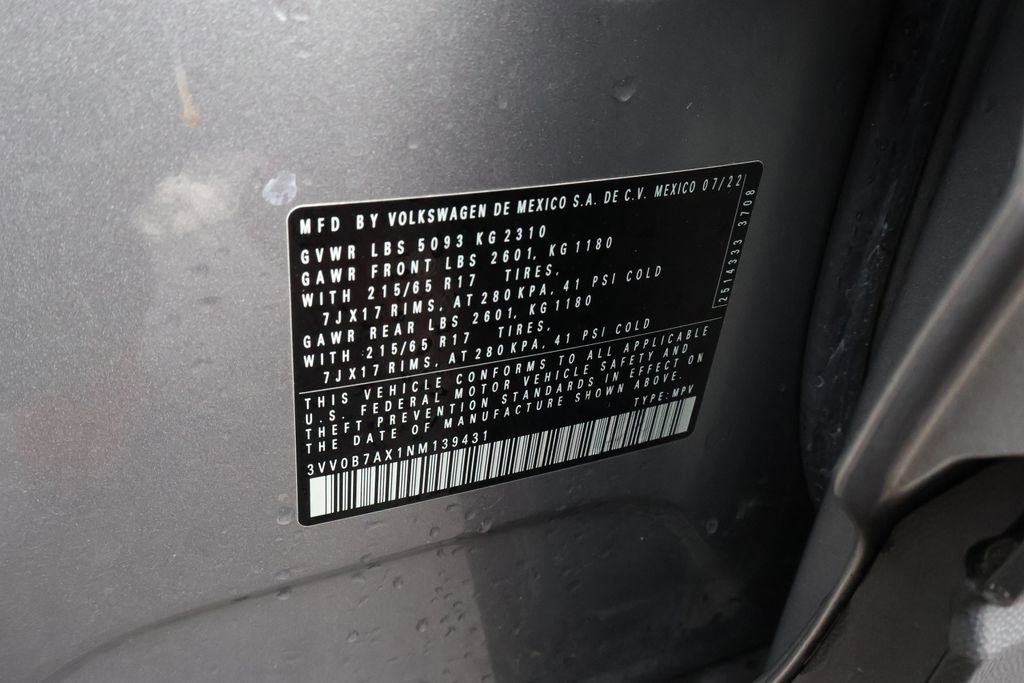 MFD BY VOLKSWAGEN DE MEXICO S.A. DE C.V. MEXICO 07/22
GVWR LBS 5093 KG 2310
GAWR FRONT LBS 2601, KG 1180
WITH 215/65 R17 TIRES,
7JX17 RIMS, AT 280 KPA, 41 PSI COLD
GAWR REAR LBS 2601, KG 1180
WITH 215/65 R17 TIRES,
7JX17 RIMS, AT 280 KPA, 41 PSI COLD
2514333 3708
THIS VEHICLE CONFORMS TO ALL APPLICABLE
U.S. FEDERAL MOTOR VEHICLE SAFETY AND
THEFT PREVENTION STANDARDS IN EFFECT ON
THE DATE OF MANUFACTURE SHOWN ABOVE.
3VV0B7AX1NM139431 TYPE: MPV